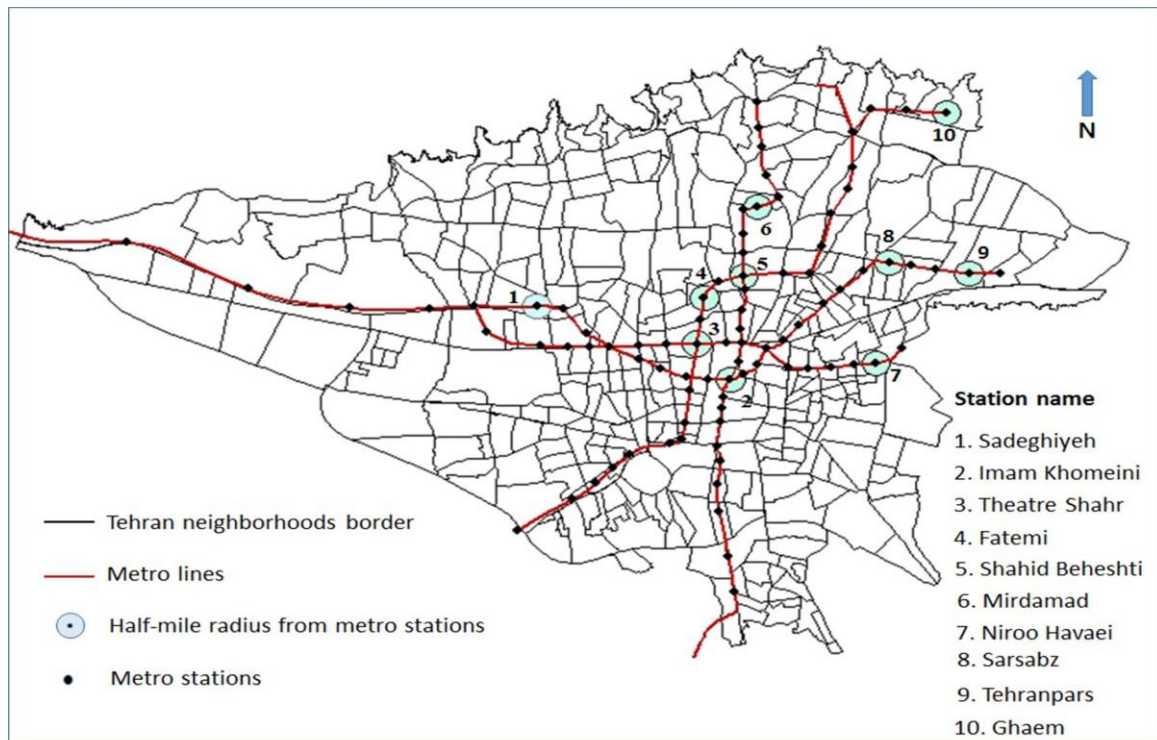 N
10
6
8
9
5
4
1
3
7
2
Station name
1. Sadeghiyeh
2. Imam Khomeini
3. Theatre Shahr
4. Fatemi
5. Shahid Beheshti
6. Mirdamad
7. Niroo Havaei
8. Sarsabz
9. Tehranpars
10. Ghaem
Tehran neighborhoods border
Metro lines
Half-mile radius from metro stations
Metro stations